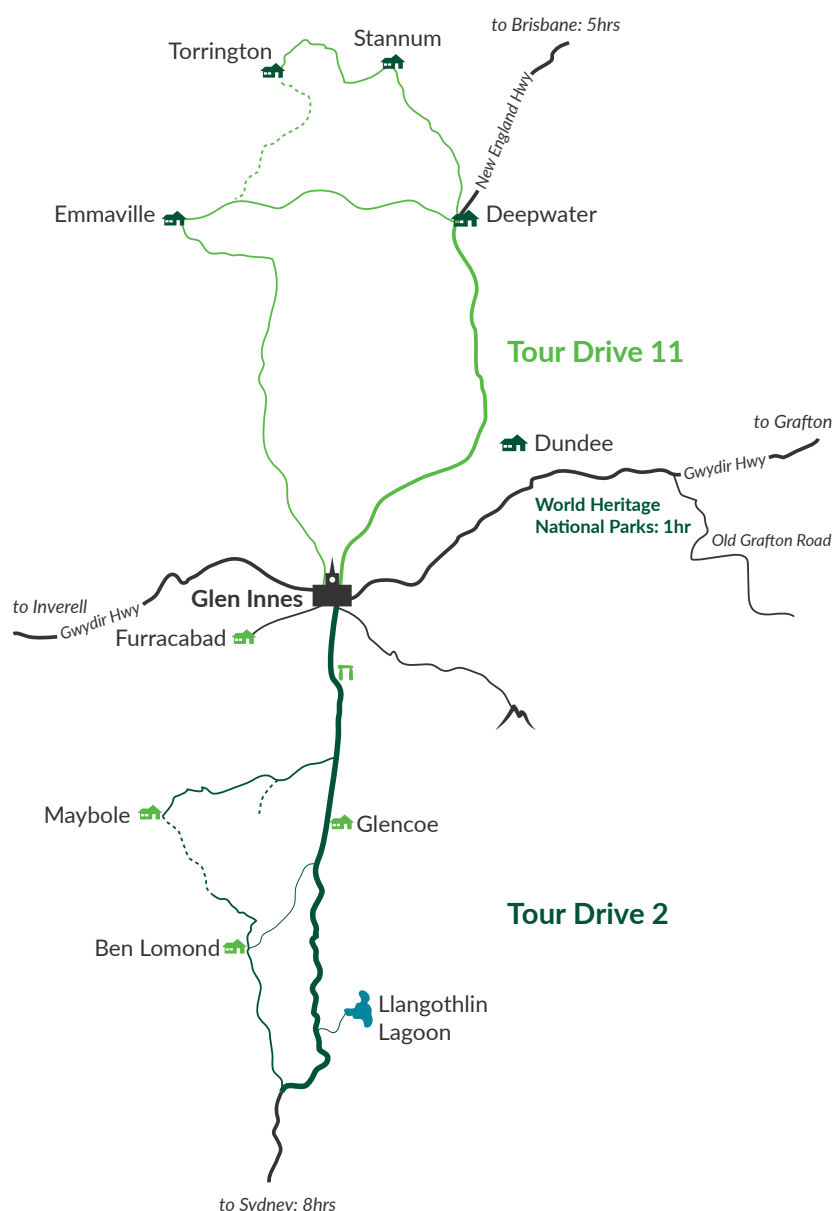 to Brisbane: 5hrs
Stannum
Torrington
New England Hwy
Emmaville
Deepwater
Tour Drive 11
to Grafton
Dundee
Gwydir Hwy
World Heritage
National Parks: 1hr
Old Grafton Road
Glen Innes
to Inverell
Gwydir Hwy
Furracabad
Maybole
Glencoe
Tour Drive 2
Ben Lomond
Llangothlin
Lagoon
to Sydney: 8hrs